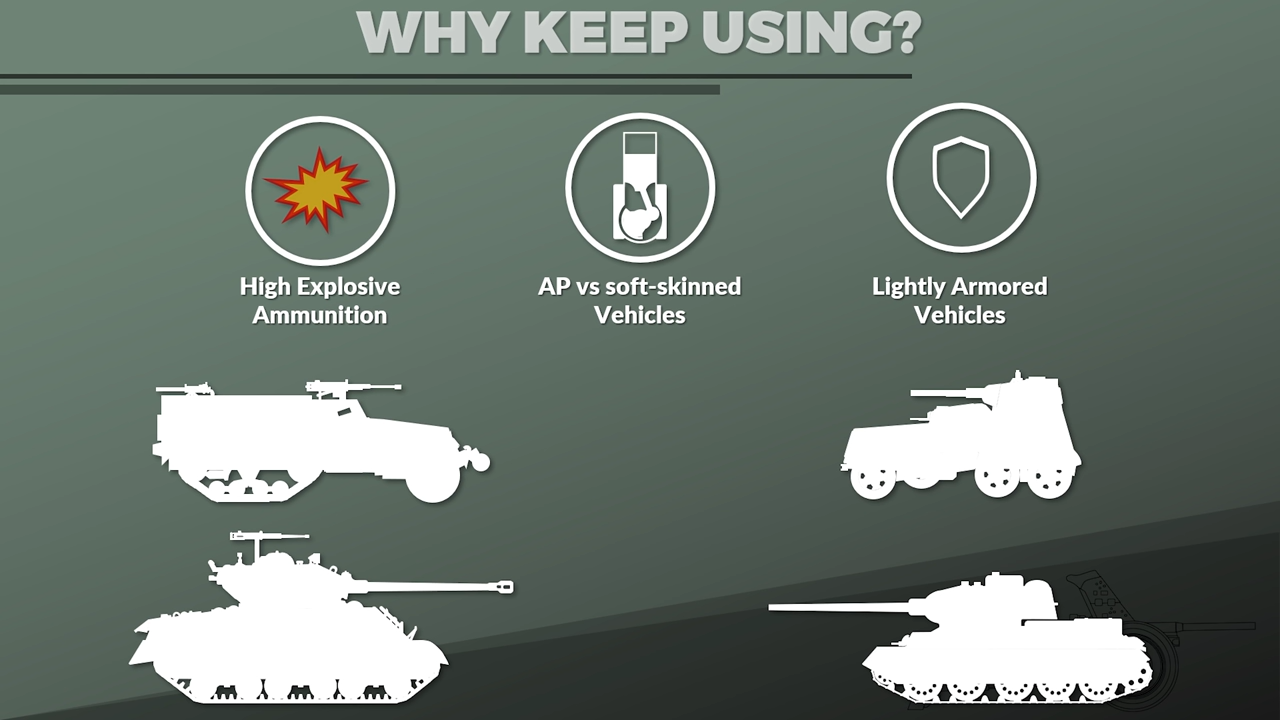 WHY KEEP USING?
High Explosive
Ammunition
AP vs soft-skinned
Vehicles
Lightly Armored
Vehicles